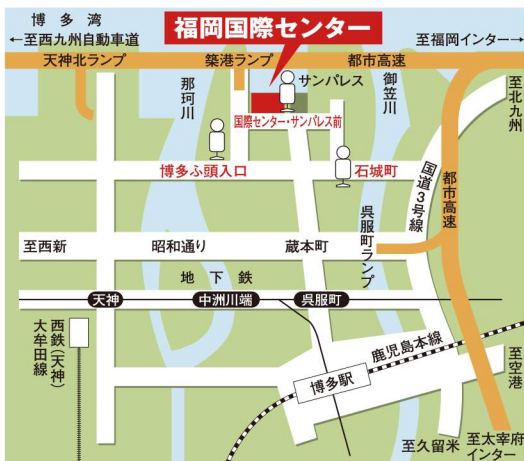 博多湾
←至西九州自動車道
福岡国際センター
至福岡インター→
天神北ランプ
築港ランプ
都市高速
サンパレス
那珂川
御笠川
至北九州
国際センター・サンパレス前
博多ふ頭入口
石城町
国道3号線
都市高速
呉服町ランプ
至西新
昭和通り
蔵本町
地下鉄
天神
中洲川端
呉服町
西鉄(天神)
大牟田線
鹿児島本線
博多駅
至空港
至久留米
至太宰府
インター